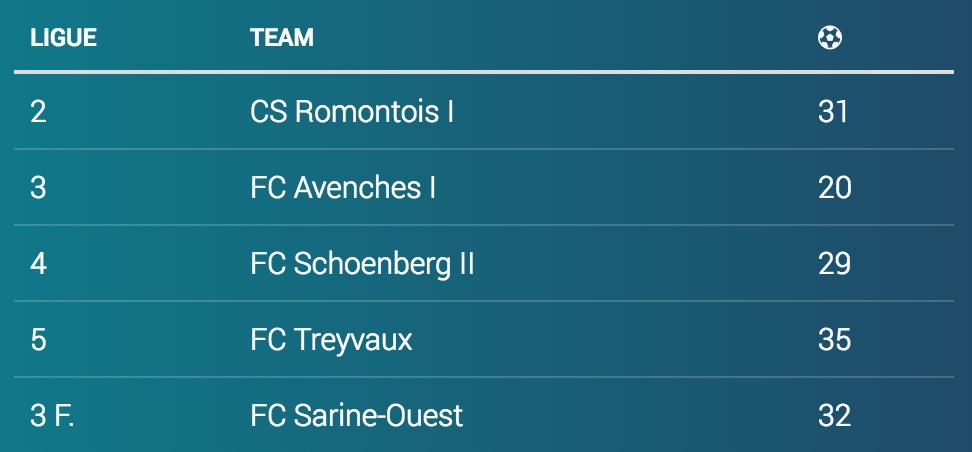 LIGUE TEAM
2 CS Romontois I 31
3 FC Avenches I 20
4 FC Schoenberg II 29
5 FC Treyvaux 35
3 F. FC Sarine-Ouest 32